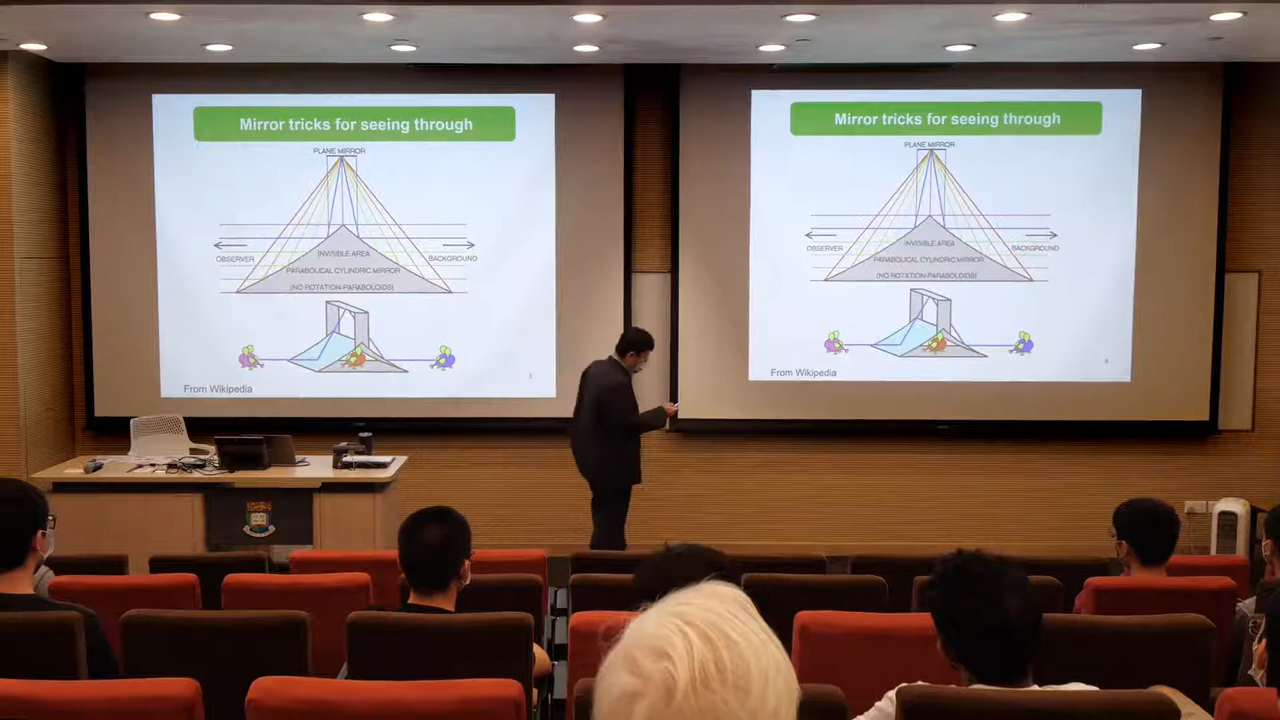 Mirror tricks for seeing through
PLANE MIRROR
INVISIBLE AREA
OBSERVER
BACKGROUND
PARABOLICAL CYLINDRIC MIRROR
(NO ROTATION-PARABOLOIDS)
From Wikipedia
Mirror tricks for seeing through
PLANE MIRROR
INVISIBLE AREA
OBSERVER
BACKGROUND
PARABOLICAL CYLINDRIC MIRROR
(NO ROTATION-PARABOLOIDS)
From Wikipedia